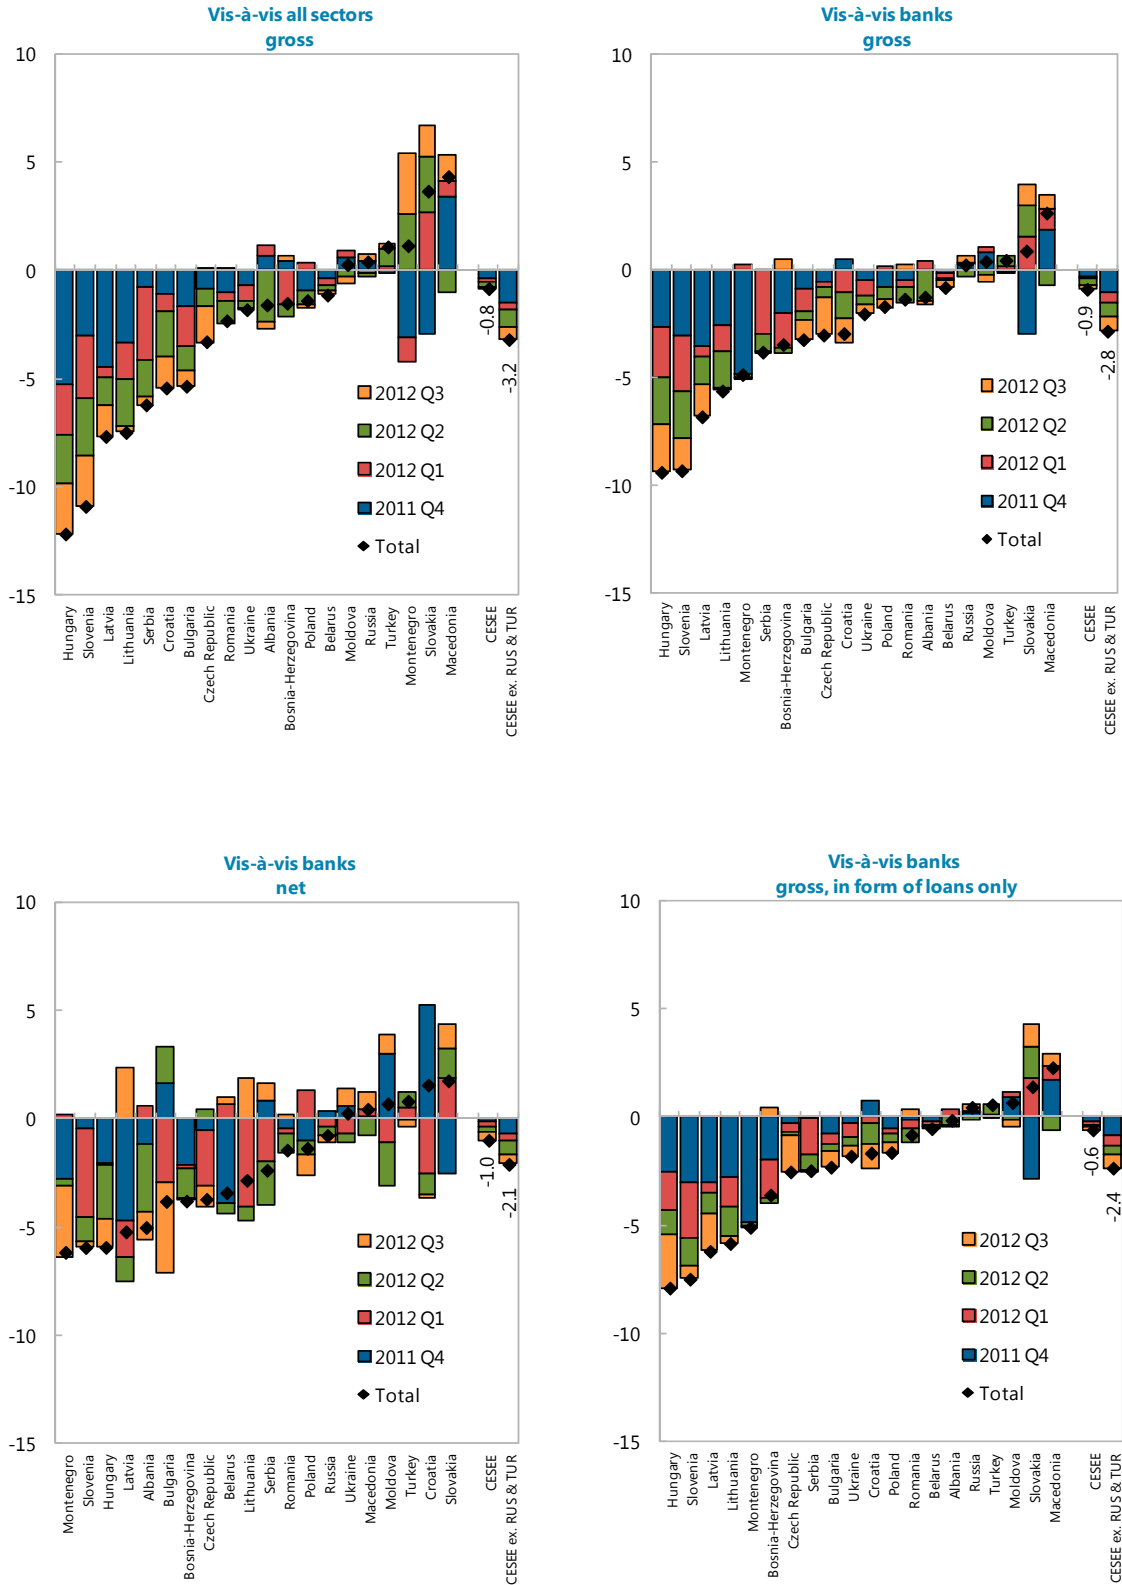 Vis-à-vis all sectors
gross
10
5
0
-5
-10
-15
-0.8
-3.2
2012 Q3
2012 Q2
2012 Q1
2011 Q4
Total
Hungary
Slovenia
Latvia
Lithuania
Serbia
Croatia
Bulgaria
Czech Republic
Romania
Ukraine
Albania
Bosnia-Herzegovina
Poland
Belarus
Moldova
Russia
Turkey
Montenegro
Slovakia
Macedonia
CESEE
CESEE ex. RUS & TUR
Vis-à-vis banks
gross
10
5
0
-5
-10
-15
-0.9
-2.8
2012 Q3
2012 Q2
2012 Q1
2011 Q4
Total
Hungary
Slovenia
Latvia
Lithuania
Montenegro
Serbia
Bosnia-Herzegovina
Bulgaria
Czech Republic
Croatia
Ukraine
Poland
Romania
Albania
Belarus
Russia
Moldova
Turkey
Slovakia
Macedonia
CESEE
CESEE ex. RUS & TUR
Vis-à-vis banks
net
10
5
0
-5
-10
-15
-1.0
-2.1
2012 Q3
2012 Q2
2012 Q1
2011 Q4
Total
Montenegro
Slovenia
Hungary
Latvia
Albania
Bulgaria
Bosnia-Herzegovina
Czech Republic
Belarus
Lithuania
Serbia
Romania
Poland
Russia
Ukraine
Macedonia
Moldova
Turkey
Croatia
Slovakia
CESEE
CESEE ex. RUS & TUR
Vis-à-vis banks
gross, in form of loans only
10
5
0
-5
-10
-15
-0.6
-2.4
2012 Q3
2012 Q2
2012 Q1
2011 Q4
Total
Hungary
Slovenia
Latvia
Lithuania
Montenegro
Bosnia-Herzegovina
Czech Republic
Serbia
Bulgaria
Ukraine
Croatia
Poland
Romania
Belarus
Albania
Russia
Turkey
Moldova
Slovakia
Macedonia
CESEE
CESEE ex. RUS & TUR